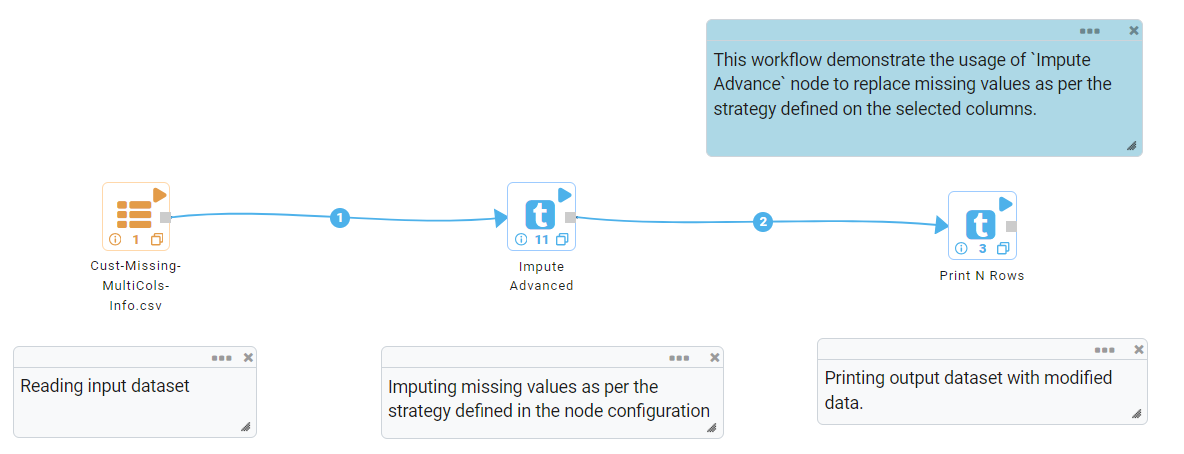 This workflow demonstrate the usage of `Impute
Advance` node to replace missing values as per the
strategy defined on the selected columns.
1
Cust-Missing-
MultiCols-
Info.csv
1
t
11
Impute
Advanced
2
t
3
Print N Rows
Reading input dataset
Imputing missing values as per the
strategy defined in the node configuration
Printing output dataset with modified
data.